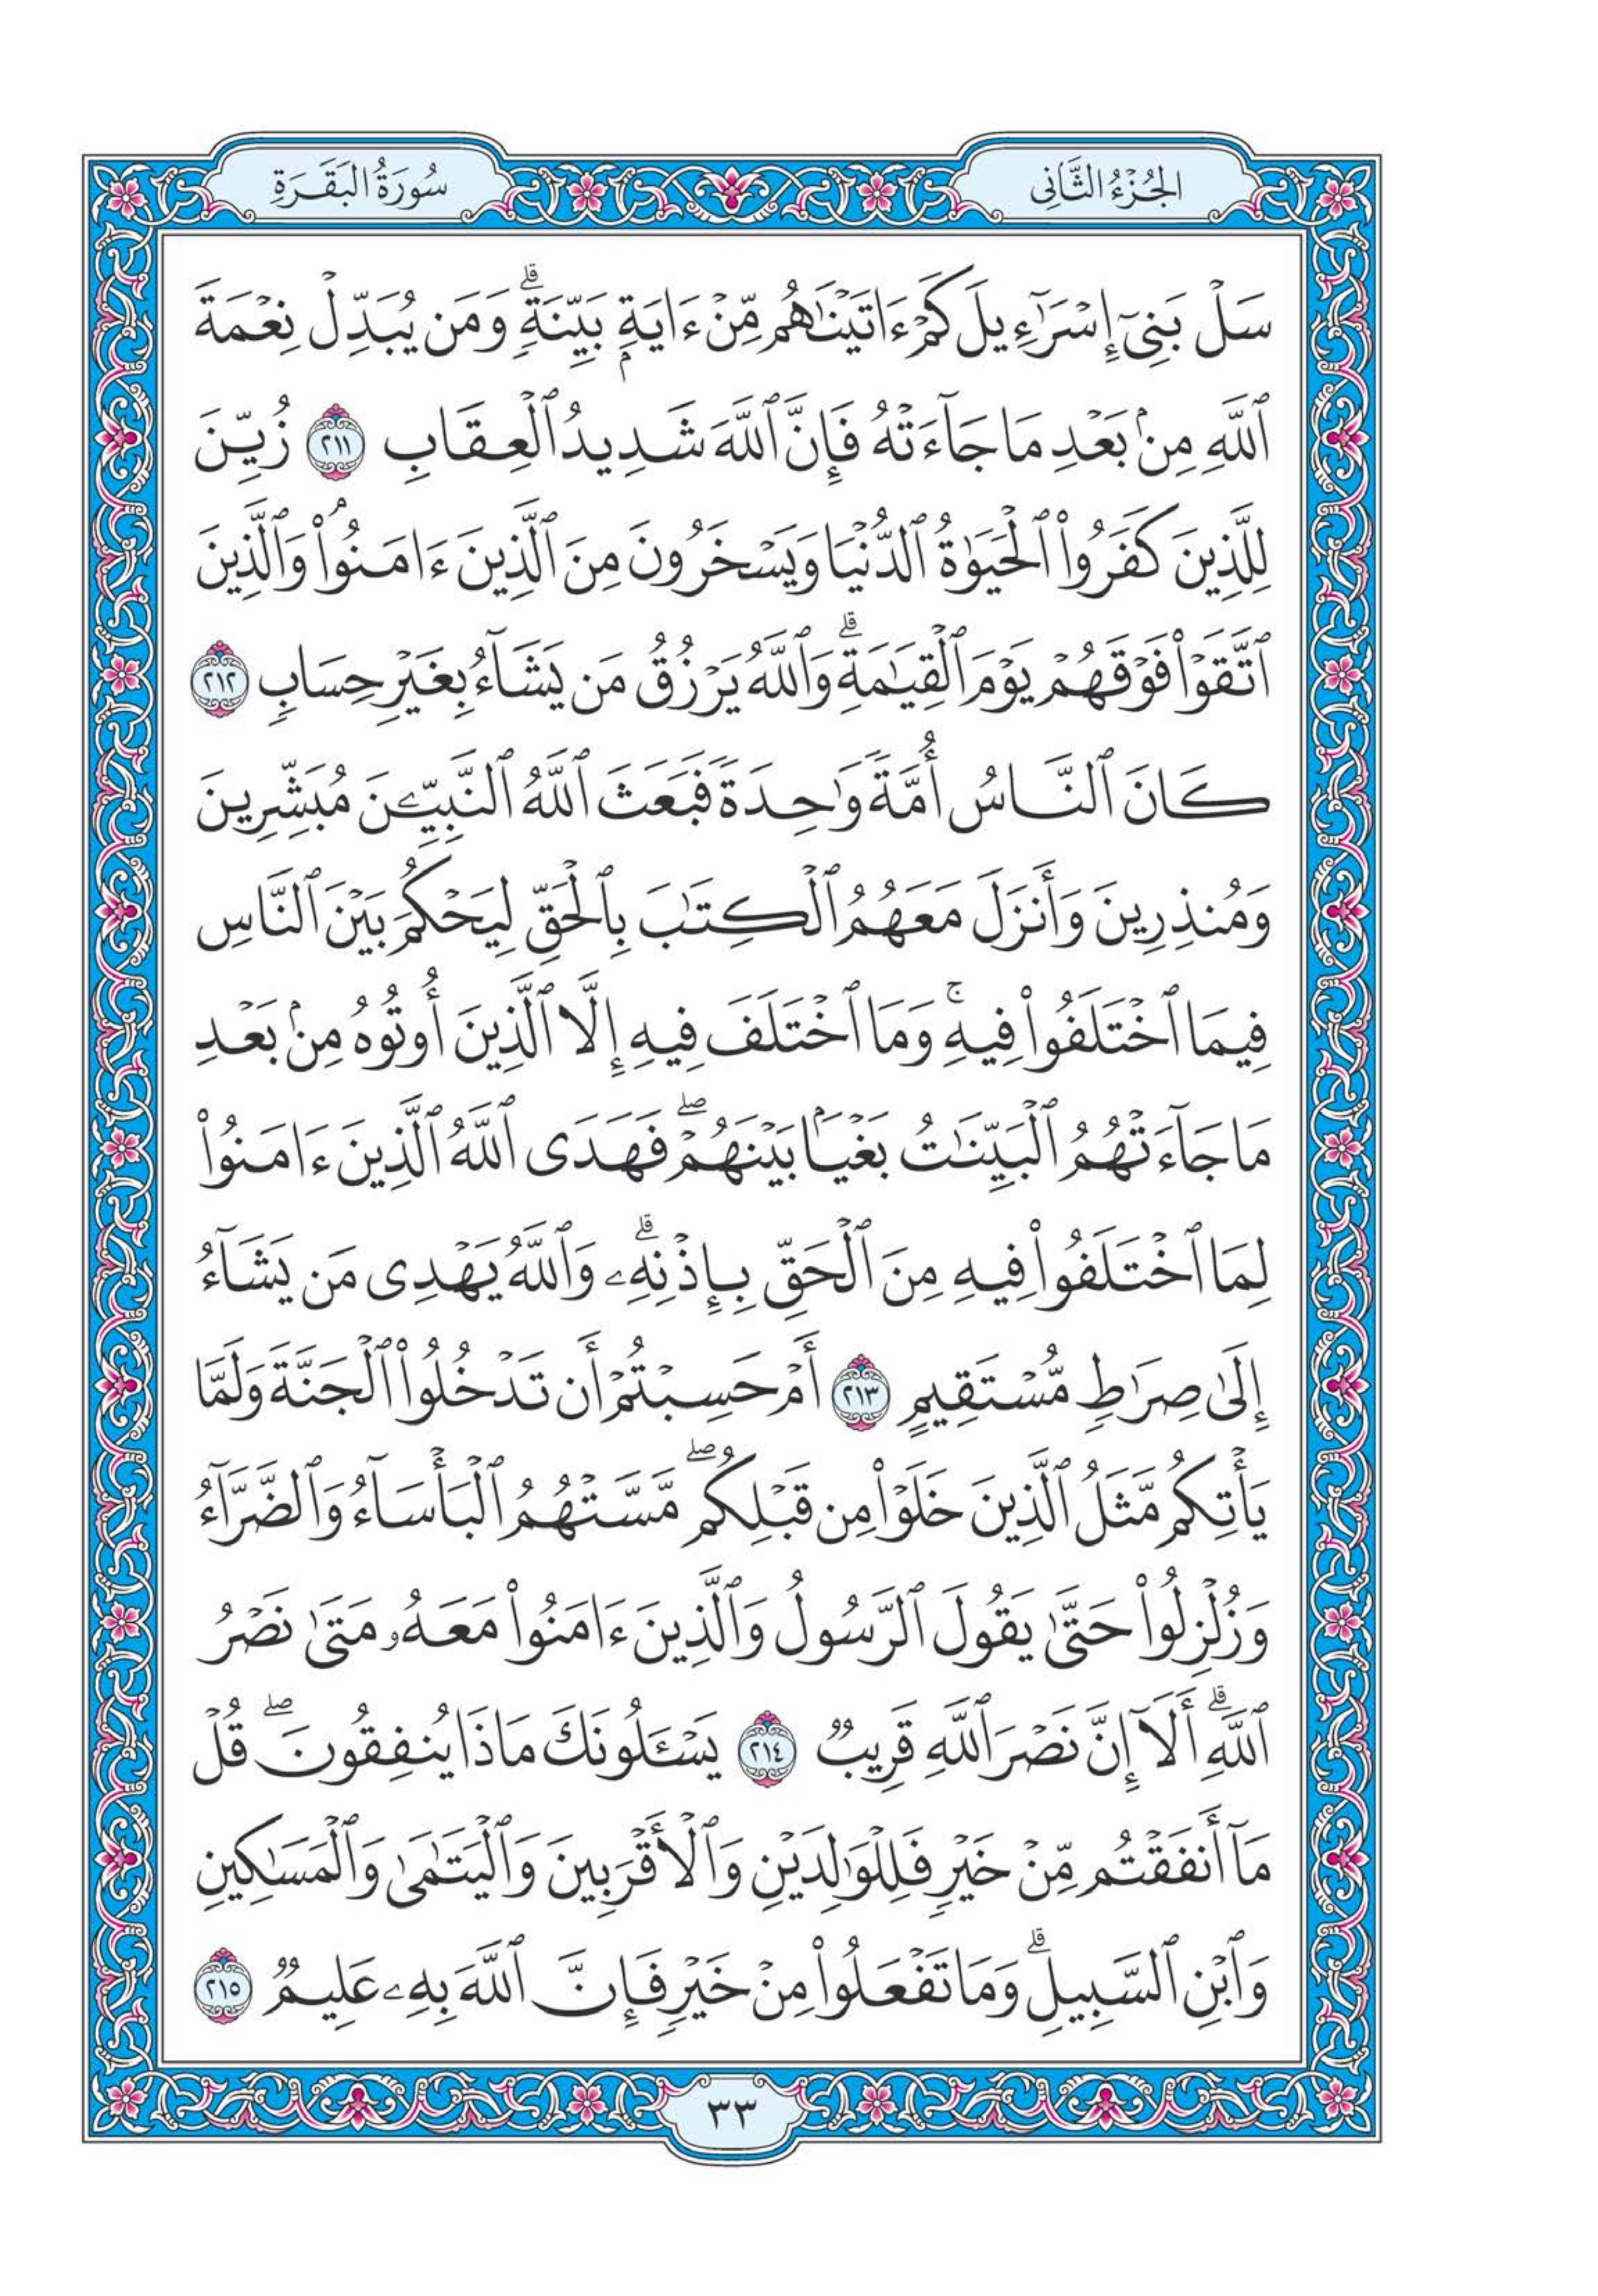 الجُزْءُ الثَّانِى
سُورَةُ البَقَرَةِ
سَلْ بَنِىٓ إِسْرَٰٓءِيلَ كَمْ ءَاتَيْنَٰهُم مِّنْ ءَايَةٍۭ بَيِّنَةٍۗ وَمَن يُبَدِّلْ نِعْمَةَ
ٱللَّهِ مِنۢ بَعْدِ مَا جَآءَتْهُ فَإِنَّ ٱللَّهَ شَدِيدُ ٱلْعِقَابِ ٢١١ زُيِّنَ
لِلَّذِينَ كَفَرُوا۟ ٱلْحَيَوٰةُ ٱلدُّنْيَا وَيَسْخَرُونَ مِنَ ٱلَّذِينَ ءَامَنُوا۟ۘ وَٱلَّذِينَ
ٱتَّقَوْا۟ فَوْقَهُمْ يَوْمَ ٱلْقِيَٰمَةِۗ وَٱللَّهُ يَرْزُقُ مَن يَشَآءُ بِغَيْرِ حِسَابٍ ٢١٢
كَانَ ٱلنَّاسُ أُمَّةً وَٰحِدَةً فَبَعَثَ ٱللَّهُ ٱلنَّبِيِّۦنَ مُبَشِّرِينَ
وَمُنذِرِينَ وَأَنزَلَ مَعَهُمُ ٱلْكِتَٰبَ بِٱلْحَقِّ لِيَحْكُمَ بَيْنَ ٱلنَّاسِ
فِيمَا ٱخْتَلَفُوا۟ فِيهِۚ وَمَا ٱخْتَلَفَ فِيهِ إِلَّا ٱلَّذِينَ أُوتُوهُ مِنۢ بَعْدِ
مَا جَآءَتْهُمُ ٱلْبَيِّنَٰتُ بَغْيًۢا بَيْنَهُمْۖ فَهَدَى ٱللَّهُ ٱلَّذِينَ ءَامَنُوا۟
لِمَا ٱخْتَلَفُوا۟ فِيهِ مِنَ ٱلْحَقِّ بِإِذْنِهِۦۗ وَٱللَّهُ يَهْدِى مَن يَشَآءُ
إِلَىٰ صِرَٰطٍ مُّسْتَقِيمٍ ٢١٣ أَمْ حَسِبْتُمْ أَن تَدْخُلُوا۟ ٱلْجَنَّةَ وَلَمَّا
يَأْتِكُم مَّثَلُ ٱلَّذِينَ خَلَوْا۟ مِن قَبْلِكُمۖ مَّسَّتْهُمُ ٱلْبَأْسَآءُ وَٱلضَّرَّآءُ
وَزُلْزِلُوا۟ حَتَّىٰ يَقُولَ ٱلرَّسُولُ وَٱلَّذِينَ ءَامَنُوا۟ مَعَهُۥ مَتَىٰ نَصْرُ
ٱللَّهِۗ أَلَآ إِنَّ نَصْرَ ٱللَّهِ قَرِيبٌ ٢١٤ يَسْـَٔلُونَكَ مَاذَا يُنفِقُونَۖ قُلْ
مَآ أَنفَقْتُم مِّنْ خَيْرٍ فَلِلْوَٰلِدَيْنِ وَٱلْأَقْرَبِينَ وَٱلْيَتَٰمَىٰ وَٱلْمَسَٰكِينِ
وَٱبْنِ ٱلسَّبِيلِۗ وَمَا تَفْعَلُوا۟ مِنْ خَيْرٍ فَإِنَّ ٱللَّهَ بِهِۦ عَلِيمٌ ٢١٥
٣٣